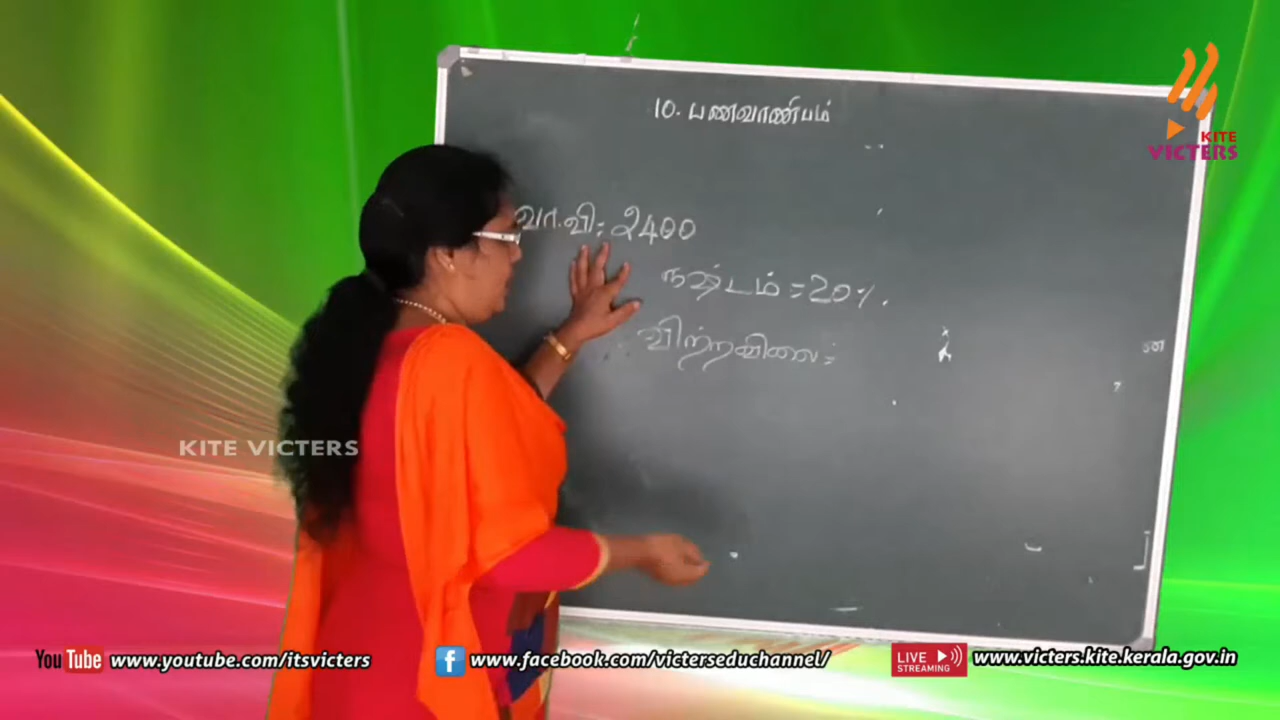 10. பணவாணிபம்
KITE
VICTERS
வா.வி = 2400
நஷ்டம் = 20%.
விற்றவிலை =
ன
KITE VICTERS
YouTube www.youtube.com/itsvicters
f www.facebook.com/victerseduchannel/
LIVE STREAMING www.victers.kite.kerala.gov.in